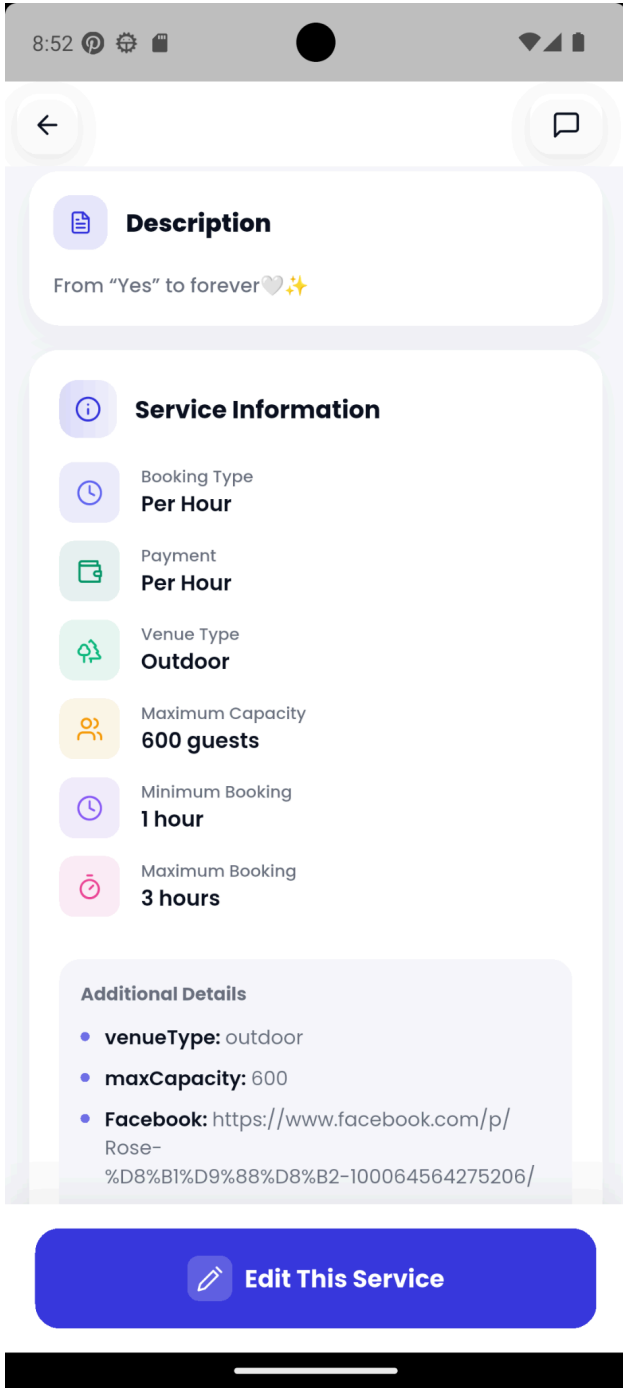 8:52
Description
From “Yes” to forever🤍✨
Service Information
Booking Type
Per Hour
Payment
Per Hour
Venue Type
Outdoor
Maximum Capacity
600 guests
Minimum Booking
1 hour
Maximum Booking
3 hours
Additional Details
venueType: outdoor
maxCapacity: 600
Facebook: https://www.facebook.com/p/
Rose-
%D8%B1%D9%88%D8%B2-100064564275206/
Edit This Service